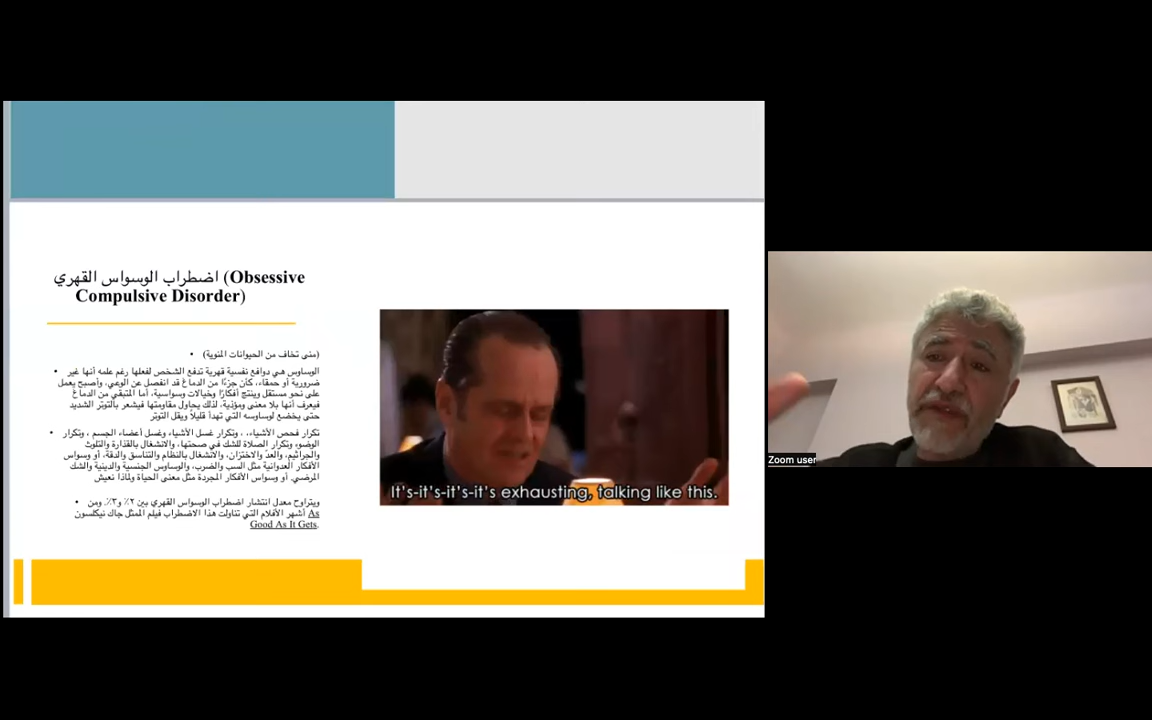 اضطراب الوسواس القهري (Obsessive
Compulsive Disorder)
• (منى تخاف من الحيوانات المنوية)
• الوساوس هي دوافع نفسية قهرية تدفع الشخص لفعلها رغم علمه أنها غير
ضرورية أو حمقاء، كأن جزءًا من الدماغ قد انفصل عن الوعي، وأصبح يعمل
على نحو مستقل وينتج أفكارًا وخيالات وسواسية، أما المتبقي من الدماغ
فيعرف أنها بلا معنى ومؤذية، لذلك يحاول مقاومتها فيشعر بالتوتر الشديد
حتى يخضع لوساوسه التي تهدأ قليلاً ويقل التوتر
• تكرار فحص الأشياء، ، وتكرار غسل الأشياء وغسل أعضاء الجسم ، وتكرار
الوضوء وتكرار الصلاة للشك في صحتها، والانشغال بالقذارة والتلوث
والجراثيم، والعدّ والاختزان، والانشغال بالنظام والتناسق والدقة، أو وسواس
الأفكار العدوانية مثل السب والضرب، والوساوس الجنسية والدينية والشك
المرضي. أو وسواس الأفكار المجردة مثل معنى الحياة ولماذا نعيش
• ويتراوح معدل انتشار اضطراب الوسواس القهري بين ٢٪ و٣٪. ومن
أشهر الأفلام التي تناولت هذا الاضطراب فيلم الممثل جاك نيكلسون As
Good As It Gets.
It's-it's-it's-it's exhausting, talking like this.
Zoom user